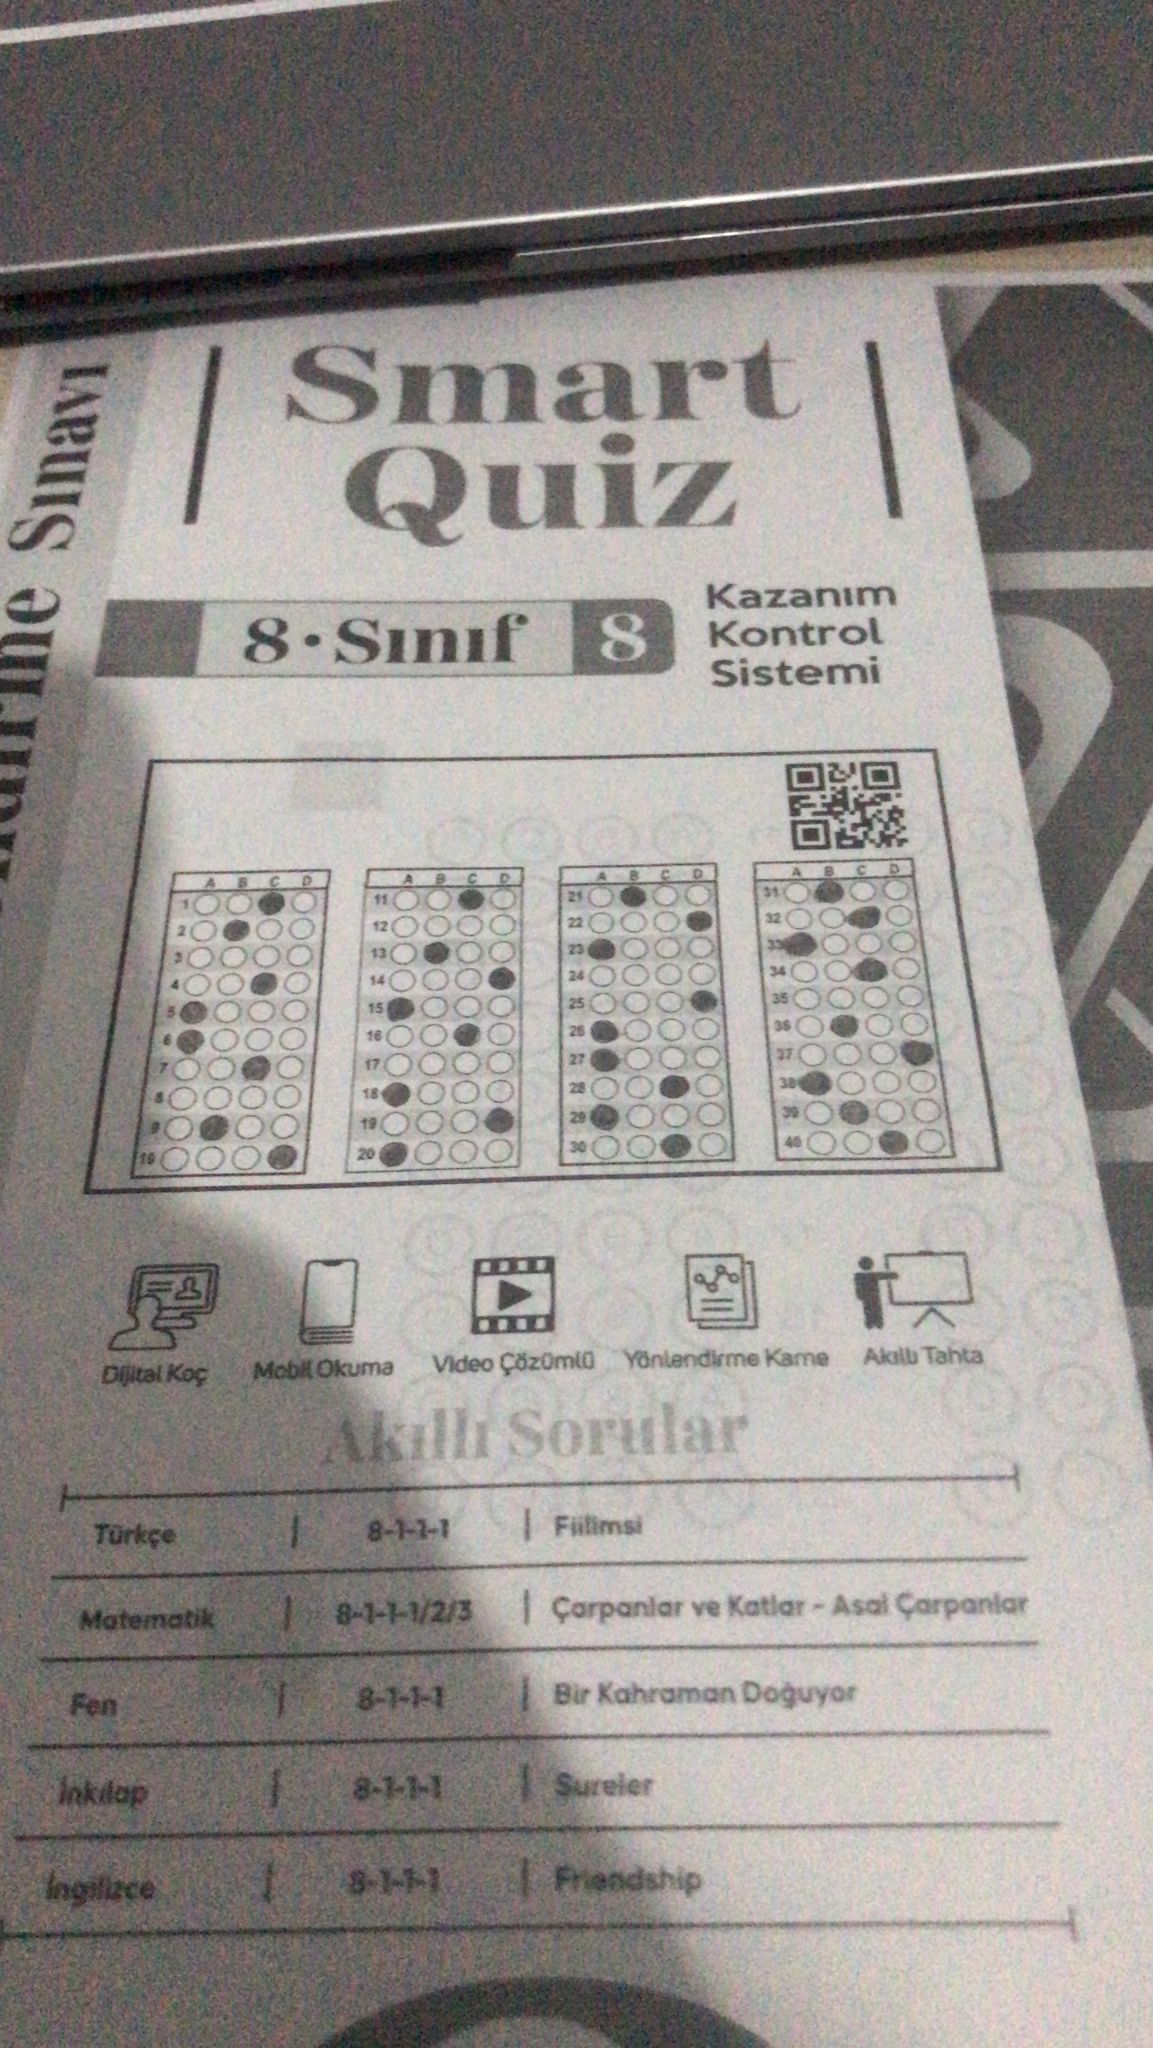 Sınavı
Smart
Quiz
8·Sınıf 8
Kazanım
Kontrol
Sistemi
A B C D A B C D A B C D A B C D
1 11 21 31
2 12 22 32
3 13 23 33
4 14 24 34
5 15 25 35
6 16 26 36
7 17 27 37
8 18 28 38
9 19 29 39
10 20 30 40
Dijital Koç Mobil Okuma Video Çözümlü Yönlendirme Karne Akıllı Tahta
Akıllı Sorular
Türkçe | 8-1-1-1 | Fiilimsi
Matematik | 8-1-1-1/2/3 | Çarpanlar ve Katlar - Asal Çarpanlar
Fen | 8-1-1-1 | Bir Kahraman Doğuyor
İnkılap | 8-1-1-1 | Sureler
İngilizce | 8-1-1-1 | Friendship